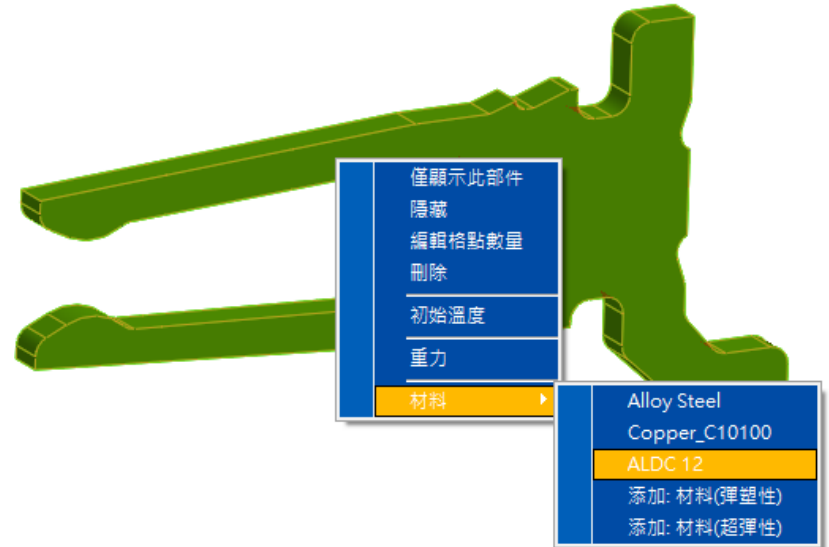 僅顯示此部件
隱藏
編輯格點數量
刪除
初始溫度
重力
材料
Alloy Steel
Copper_C10100
ALDC 12
添加: 材料(彈塑性)
添加: 材料(超彈性)